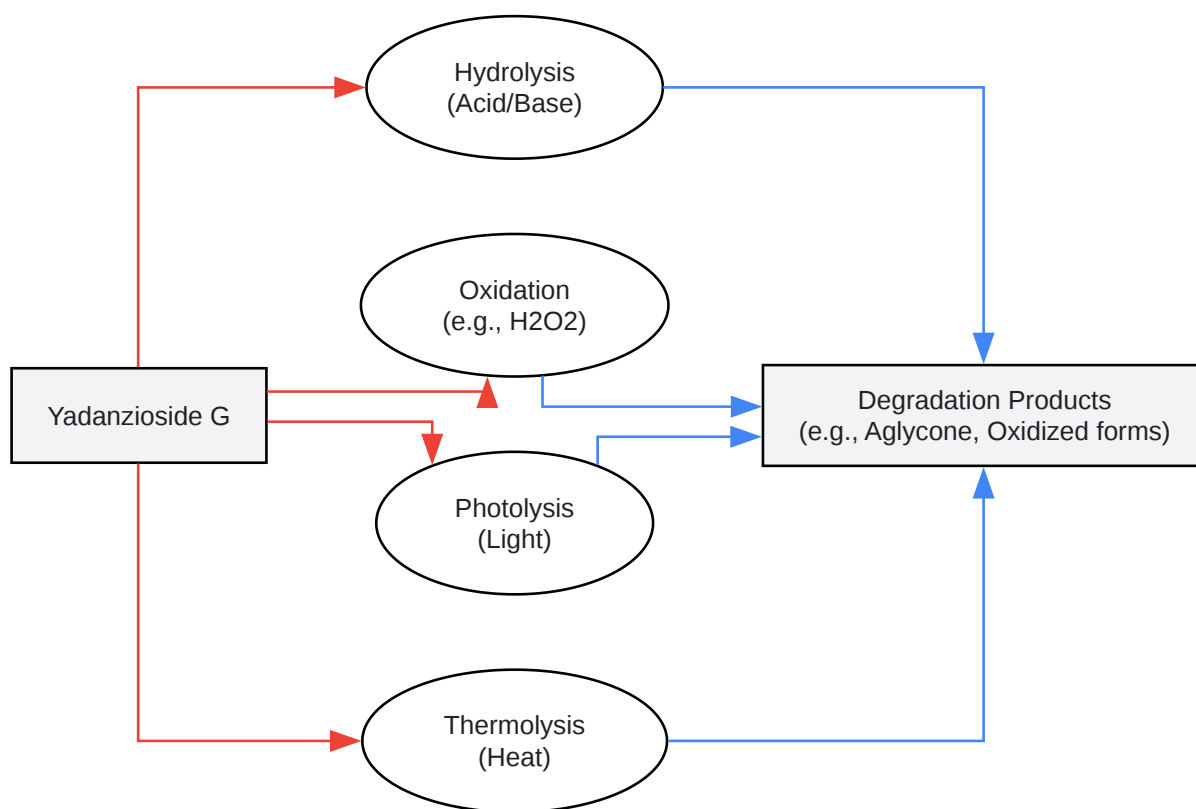 Hydrolysis
(Acid/Base)
Oxidation
(e.g., H2O2)
Yadanzioside G
Degradation Products
(e.g., Aglycone, Oxidized forms)
Photolysis
(Light)
Thermolysis
(Heat)